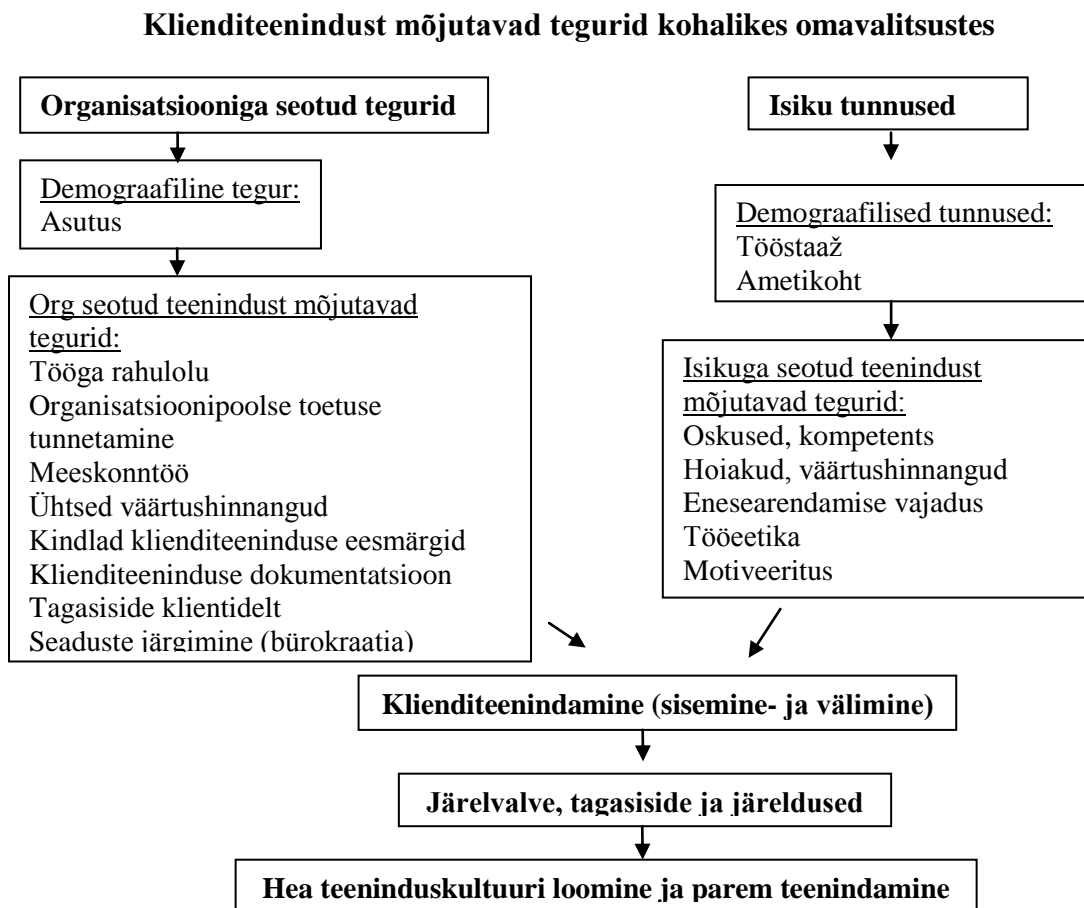 Klienditeenindust mõjutavad tegurid kohalikes omavalitsustes
Organisatsiooniga seotud tegurid
Demograafiline tegur:
Asutus
Org seotud teenindust mõjutavad
tegurid:
Tööga rahulolu
Organisatsioonipoolse toetuse
tunnetamine
Meeskonntöö
Ühtsed väärtushinnangud
Kindlad klienditeeninduse eesmärgid
Klienditeeninduse dokumentatsioon
Tagasiside klientidelt
Seaduste järgimine (bürokraatia)
Isiku tunnused
Demograafilised tunnused:
Tööstaaž
Ametikoht
Isikuga seotud teenindust
mõjutavad tegurid:
Oskused, kompetents
Hoiakud, väärtushinnangud
Enesearendamise vajadus
Tööeetika
Motiveeritus
Klienditeenindamine (sisemine- ja välimine)
Järelvalve, tagasiside ja järeldused
Hea teeninduskultuuri loomine ja parem teenindamine